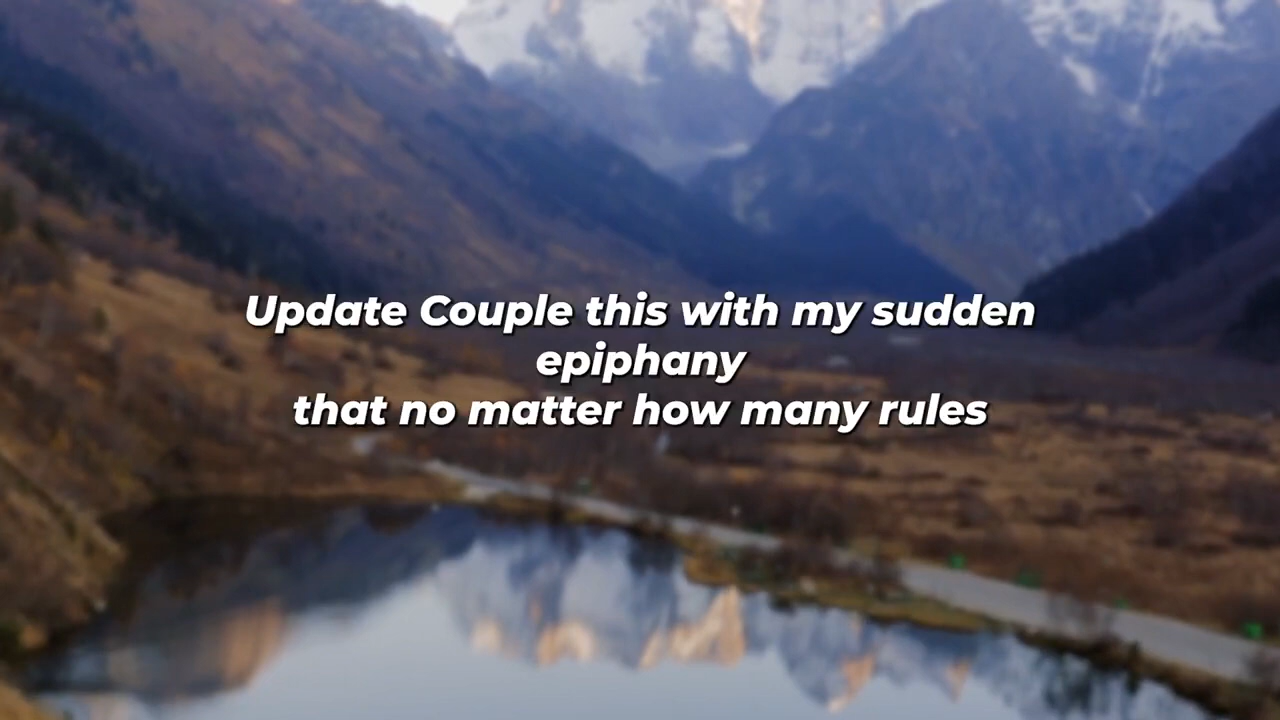 Update Couple this with my sudden
epiphany
that no matter how many rules